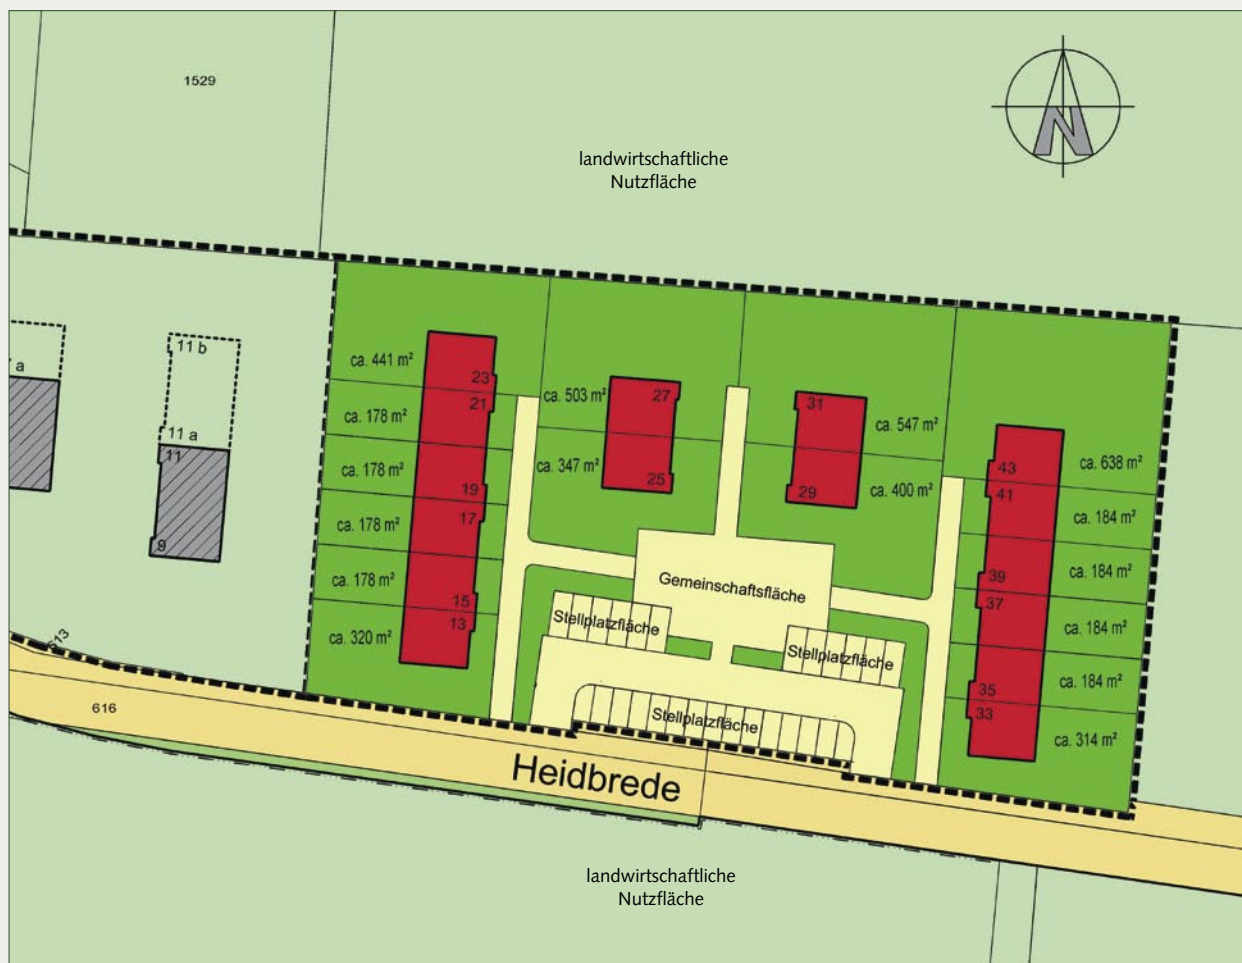 1529
landwirtschaftliche
Nutzfläche
N
11 b
a
11 a
11
9
ca. 441 m²
23
21
ca. 178 m²
ca. 178 m²
19
17
ca. 178 m²
ca. 178 m²
15
13
ca. 320 m²
ca. 503 m²
27
ca. 347 m²
25
31
ca. 547 m²
29
ca. 400 m²
43
ca. 638 m²
41
ca. 184 m²
39
ca. 184 m²
37
ca. 184 m²
35
ca. 184 m²
33
ca. 314 m²
Gemeinschaftsfläche
Stellplatzfläche
Stellplatzfläche
Stellplatzfläche
613
616
Heidbrede
landwirtschaftliche
Nutzfläche